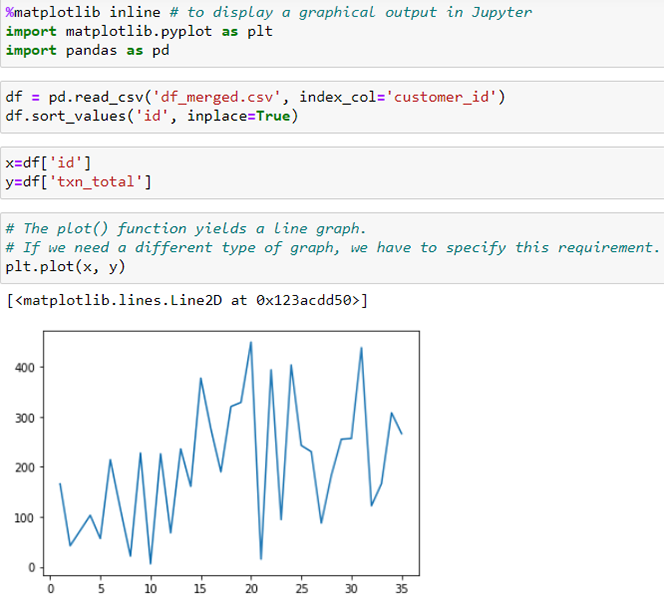 %matplotlib inline # to display a graphical output in Jupyter
import matplotlib.pyplot as plt
import pandas as pd
df = pd.read_csv('df_merged.csv', index_col='customer_id')
df.sort_values('id', inplace=True)
x=df['id']
y=df['txn_total']
# The plot() function yields a line graph.
# If we need a different type of graph, we have to specify this requirement.
plt.plot(x, y)
[<matplotlib.lines.Line2D at 0x123acdd50>]
400
300
200
100
0
0 5 10 15 20 25 30 35